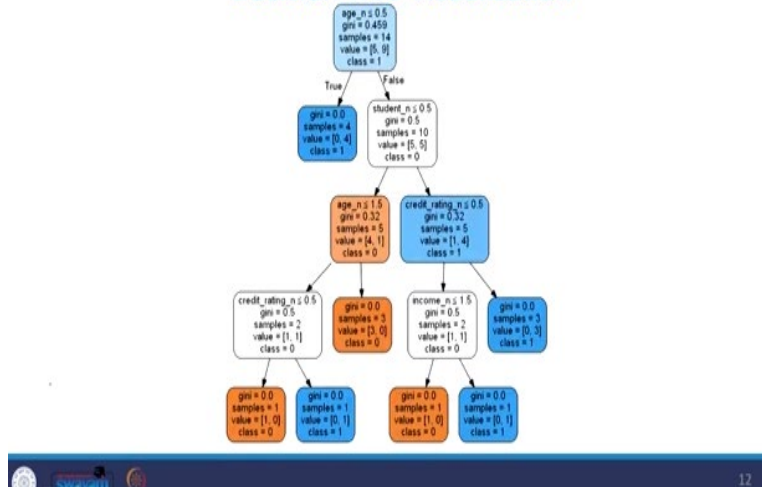 age_n ≤ 0.5
gini = 0.459
samples = 14
value = [5, 9]
class = 1
True
False
gini = 0.0
samples = 4
value = [0, 4]
class = 1
student_n ≤ 0.5
gini = 0.5
samples = 10
value = [5, 5]
class = 0
age_n ≤ 1.5
gini = 0.32
samples = 5
value = [4, 1]
class = 0
credit_rating_n ≤ 0.5
gini = 0.32
samples = 5
value = [1, 4]
class = 1
credit_rating_n ≤ 0.5
gini = 0.5
samples = 2
value = [1, 1]
class = 0
gini = 0.0
samples = 3
value = [3, 0]
class = 0
income_n ≤ 1.5
gini = 0.5
samples = 2
value = [1, 1]
class = 0
gini = 0.0
samples = 3
value = [0, 3]
class = 1
gini = 0.0
samples = 1
value = [1, 0]
class = 0
gini = 0.0
samples = 1
value = [0, 1]
class = 1
gini = 0.0
samples = 1
value = [1, 0]
class = 0
gini = 0.0
samples = 1
value = [0, 1]
class = 1
swayam
12